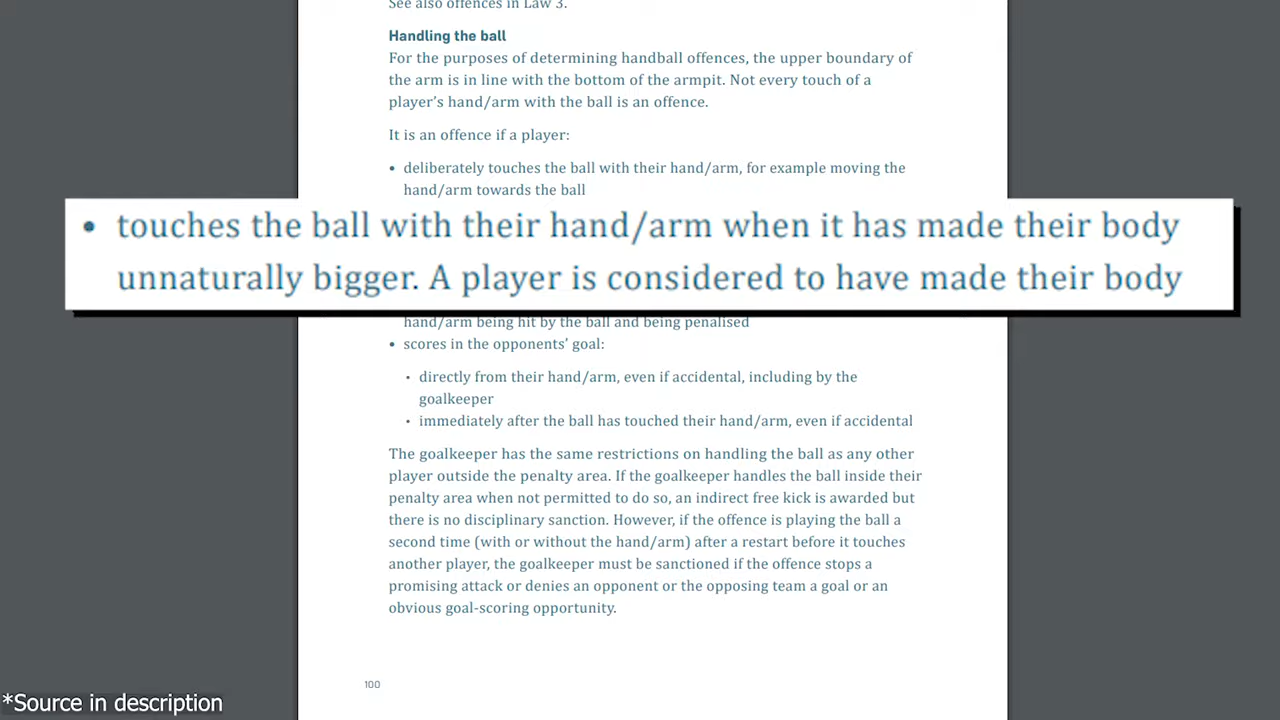 See also offences in Law 3.
Handling the ball
For the purposes of determining handball offences, the upper boundary of
the arm is in line with the bottom of the armpit. Not every touch of a
player's hand/arm with the ball is an offence.
It is an offence if a player:
• deliberately touches the ball with their hand/arm, for example moving the
hand/arm towards the ball
• touches the ball with their hand/arm when it has made their body
unnaturally bigger. A player is considered to have made their body
hand/arm being hit by the ball and being penalised
• scores in the opponents' goal:
• directly from their hand/arm, even if accidental, including by the
goalkeeper
• immediately after the ball has touched their hand/arm, even if accidental
The goalkeeper has the same restrictions on handling the ball as any other
player outside the penalty area. If the goalkeeper handles the ball inside their
penalty area when not permitted to do so, an indirect free kick is awarded but
there is no disciplinary sanction. However, if the offence is playing the ball a
second time (with or without the hand/arm) after a restart before it touches
another player, the goalkeeper must be sanctioned if the offence stops a
promising attack or denies an opponent or the opposing team a goal or an
obvious goal-scoring opportunity.
100
*Source in description